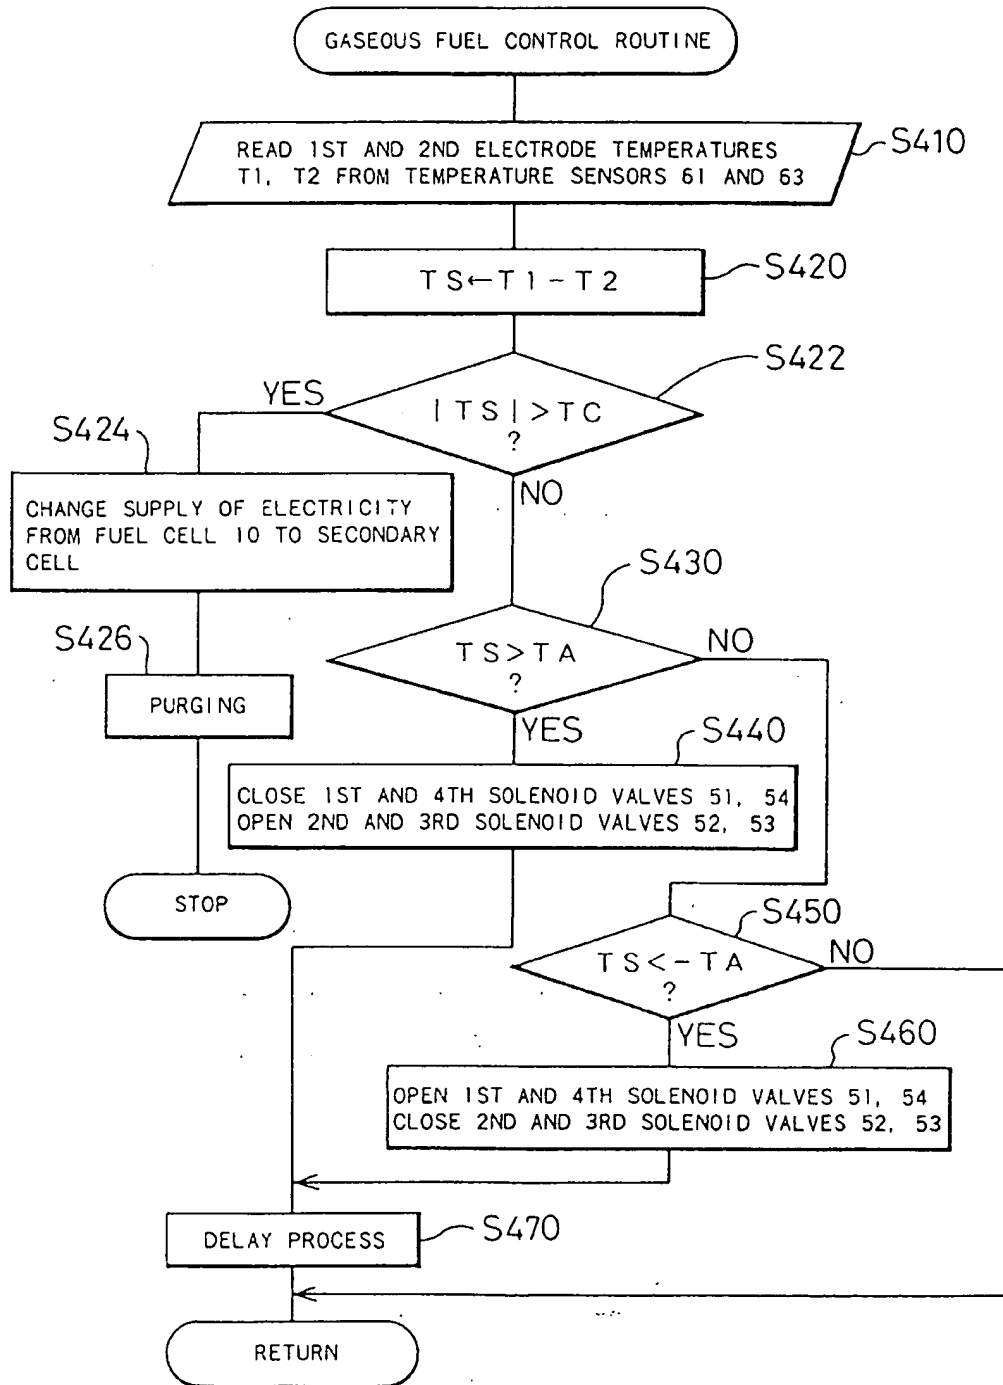 GASEOUS FUEL CONTROL ROUTINE
READ 1ST AND 2ND ELECTRODE TEMPERATURES
T1, T2 FROM TEMPERATURE SENSORS 61 AND 63
S410
TS←T1-T2
S420
|TS|>TC
?
S422
YES
NO
S424
CHANGE SUPPLY OF ELECTRICITY
FROM FUEL CELL 10 TO SECONDARY
CELL
S426
PURGING
STOP
S430
TS>TA
?
NO
YES
S440
CLOSE 1ST AND 4TH SOLENOID VALVES 51, 54
OPEN 2ND AND 3RD SOLENOID VALVES 52, 53
S450
TS<-TA
?
NO
YES
S460
OPEN 1ST AND 4TH SOLENOID VALVES 51, 54
CLOSE 2ND AND 3RD SOLENOID VALVES 52, 53
DELAY PROCESS
S470
RETURN